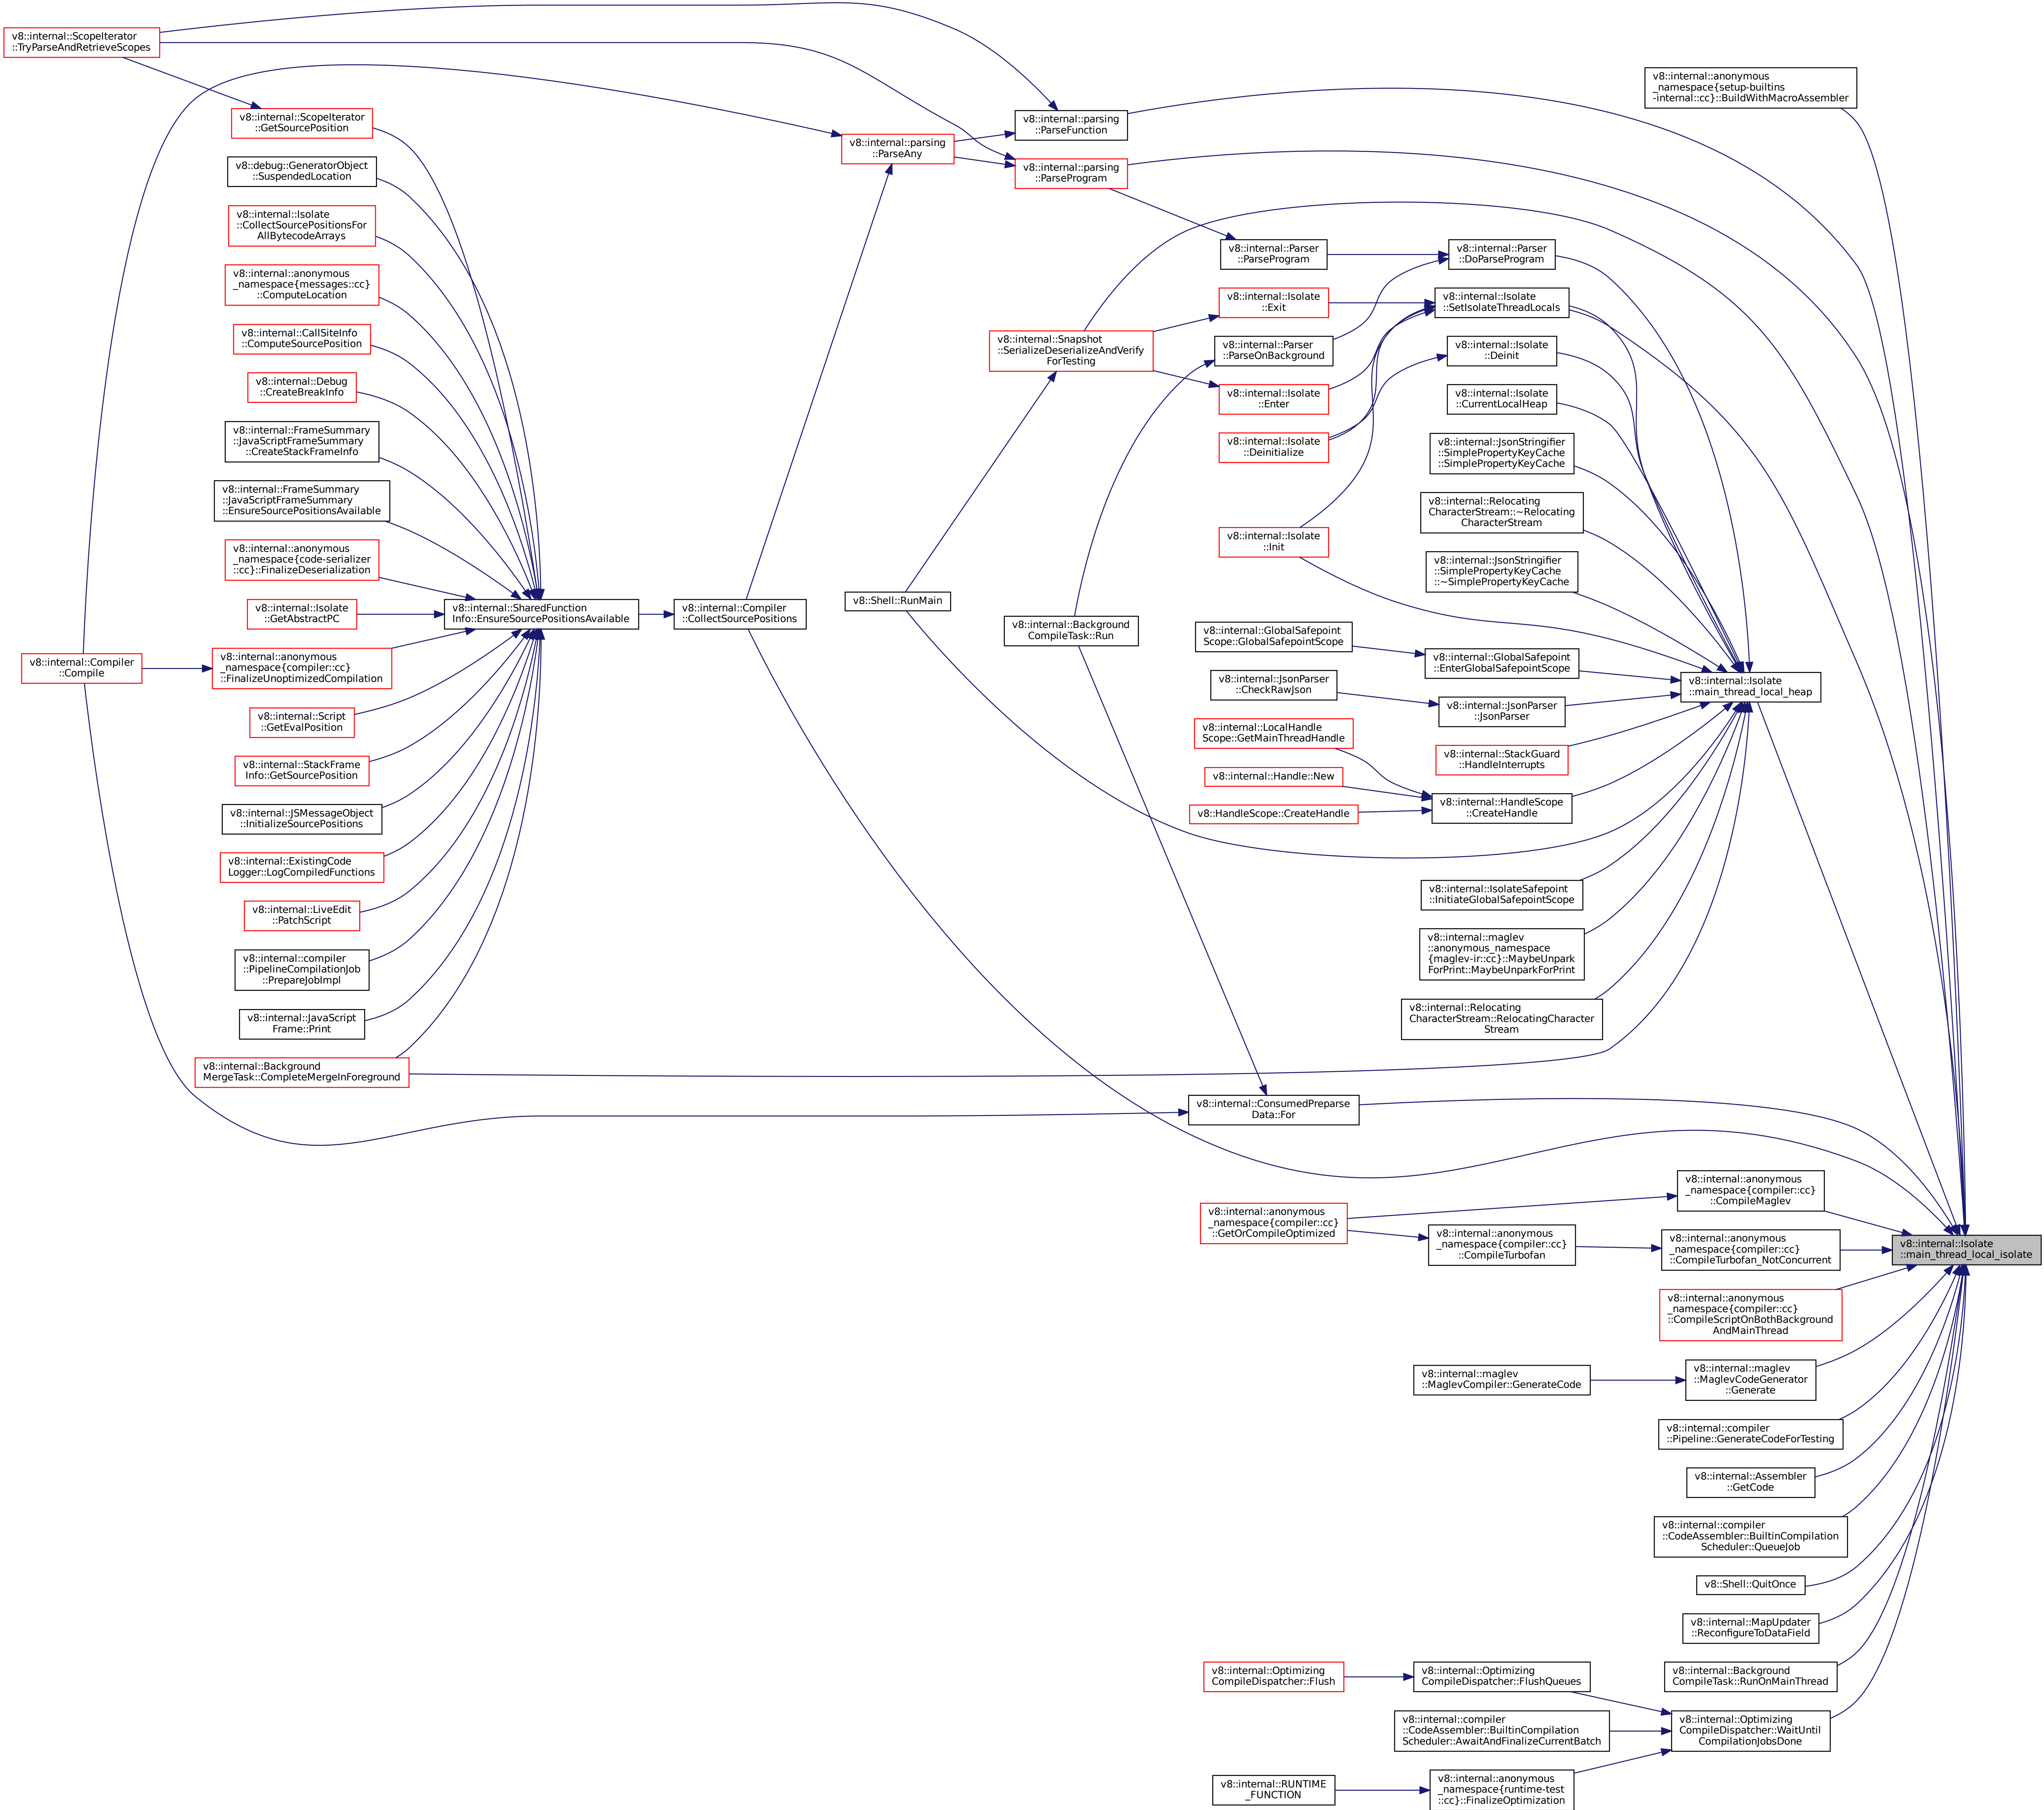 v8::internal::ScopeIterator
::TryParseAndRetrieveScopes
v8::internal::ScopeIterator
::GetSourcePosition
v8::debug::GeneratorObject
::SuspendedLocation
v8::internal::Isolate
::CollectSourcePositionsFor
AllBytecodeArrays
v8::internal::anonymous
_namespace{messages::cc}
::ComputeLocation
v8::internal::CallSiteInfo
::ComputeSourcePosition
v8::internal::Debug
::CreateBreakInfo
v8::internal::FrameSummary
::JavaScriptFrameSummary
::CreateStackFrameInfo
v8::internal::FrameSummary
::JavaScriptFrameSummary
::EnsureSourcePositionsAvailable
v8::internal::anonymous
_namespace{code-serializer
::cc}::FinalizeDeserialization
v8::internal::Isolate
::GetAbstractPC
v8::internal::Compiler
::Compile
v8::internal::anonymous
_namespace{compiler::cc}
::FinalizeUnoptimizedCompilation
v8::internal::Script
::GetEvalPosition
v8::internal::StackFrame
Info::GetSourcePosition
v8::internal::JSMessageObject
::InitializeSourcePositions
v8::internal::ExistingCode
Logger::LogCompiledFunctions
v8::internal::LiveEdit
::PatchScript
v8::internal::compiler
::PipelineCompilationJob
::PrepareJobImpl
v8::internal::JavaScript
Frame::Print
v8::internal::Background
MergeTask::CompleteMergeInForeground
v8::internal::SharedFunction
Info::EnsureSourcePositionsAvailable
v8::internal::Compiler
::CollectSourcePositions
v8::internal::parsing
::ParseAny
v8::Shell::RunMain
v8::internal::parsing
::ParseFunction
v8::internal::parsing
::ParseProgram
v8::internal::Snapshot
::SerializeDeserializeAndVerify
ForTesting
v8::internal::Background
CompileTask::Run
v8::internal::Parser
::ParseProgram
v8::internal::Isolate
::Exit
v8::internal::Parser
::ParseOnBackground
v8::internal::Isolate
::Enter
v8::internal::Isolate
::Deinitialize
v8::internal::Isolate
::Init
v8::internal::GlobalSafepoint
Scope::GlobalSafepointScope
v8::internal::JsonParser
::CheckRawJson
v8::internal::LocalHandle
Scope::GetMainThreadHandle
v8::internal::Handle::New
v8::HandleScope::CreateHandle
v8::internal::ConsumedPreparse
Data::For
v8::internal::anonymous
_namespace{compiler::cc}
::GetOrCompileOptimized
v8::internal::Optimizing
CompileDispatcher::Flush
v8::internal::RUNTIME
_FUNCTION
v8::internal::Parser
::DoParseProgram
v8::internal::Isolate
::SetIsolateThreadLocals
v8::internal::Isolate
::Deinit
v8::internal::Isolate
::CurrentLocalHeap
v8::internal::JsonStringifier
::SimplePropertyKeyCache
::SimplePropertyKeyCache
v8::internal::Relocating
CharacterStream::~Relocating
CharacterStream
v8::internal::JsonStringifier
::SimplePropertyKeyCache
::~SimplePropertyKeyCache
v8::internal::GlobalSafepoint
::EnterGlobalSafepointScope
v8::internal::JsonParser
::JsonParser
v8::internal::StackGuard
::HandleInterrupts
v8::internal::HandleScope
::CreateHandle
v8::internal::IsolateSafepoint
::InitiateGlobalSafepointScope
v8::internal::maglev
::anonymous_namespace
{maglev-ir::cc}::MaybeUnpark
ForPrint::MaybeUnparkForPrint
v8::internal::Relocating
CharacterStream::RelocatingCharacter
Stream
v8::internal::anonymous
_namespace{compiler::cc}
::CompileTurbofan
v8::internal::maglev
::MaglevCompiler::GenerateCode
v8::internal::Optimizing
CompileDispatcher::FlushQueues
v8::internal::compiler
::CodeAssembler::BuiltinCompilation
Scheduler::AwaitAndFinalizeCurrentBatch
v8::internal::anonymous
_namespace{runtime-test
::cc}::FinalizeOptimization
v8::internal::anonymous
_namespace{setup-builtins
-internal::cc}::BuildWithMacroAssembler
v8::internal::Isolate
::main_thread_local_heap
v8::internal::anonymous
_namespace{compiler::cc}
::CompileMaglev
v8::internal::anonymous
_namespace{compiler::cc}
::CompileTurbofan_NotConcurrent
v8::internal::anonymous
_namespace{compiler::cc}
::CompileScriptOnBothBackground
AndMainThread
v8::internal::maglev
::MaglevCodeGenerator
::Generate
v8::internal::compiler
::Pipeline::GenerateCodeForTesting
v8::internal::Assembler
::GetCode
v8::internal::compiler
::CodeAssembler::BuiltinCompilation
Scheduler::QueueJob
v8::Shell::QuitOnce
v8::internal::MapUpdater
::ReconfigureToDataField
v8::internal::Background
CompileTask::RunOnMainThread
v8::internal::Optimizing
CompileDispatcher::WaitUntil
CompilationJobsDone
v8::internal::Isolate
::main_thread_local_isolate